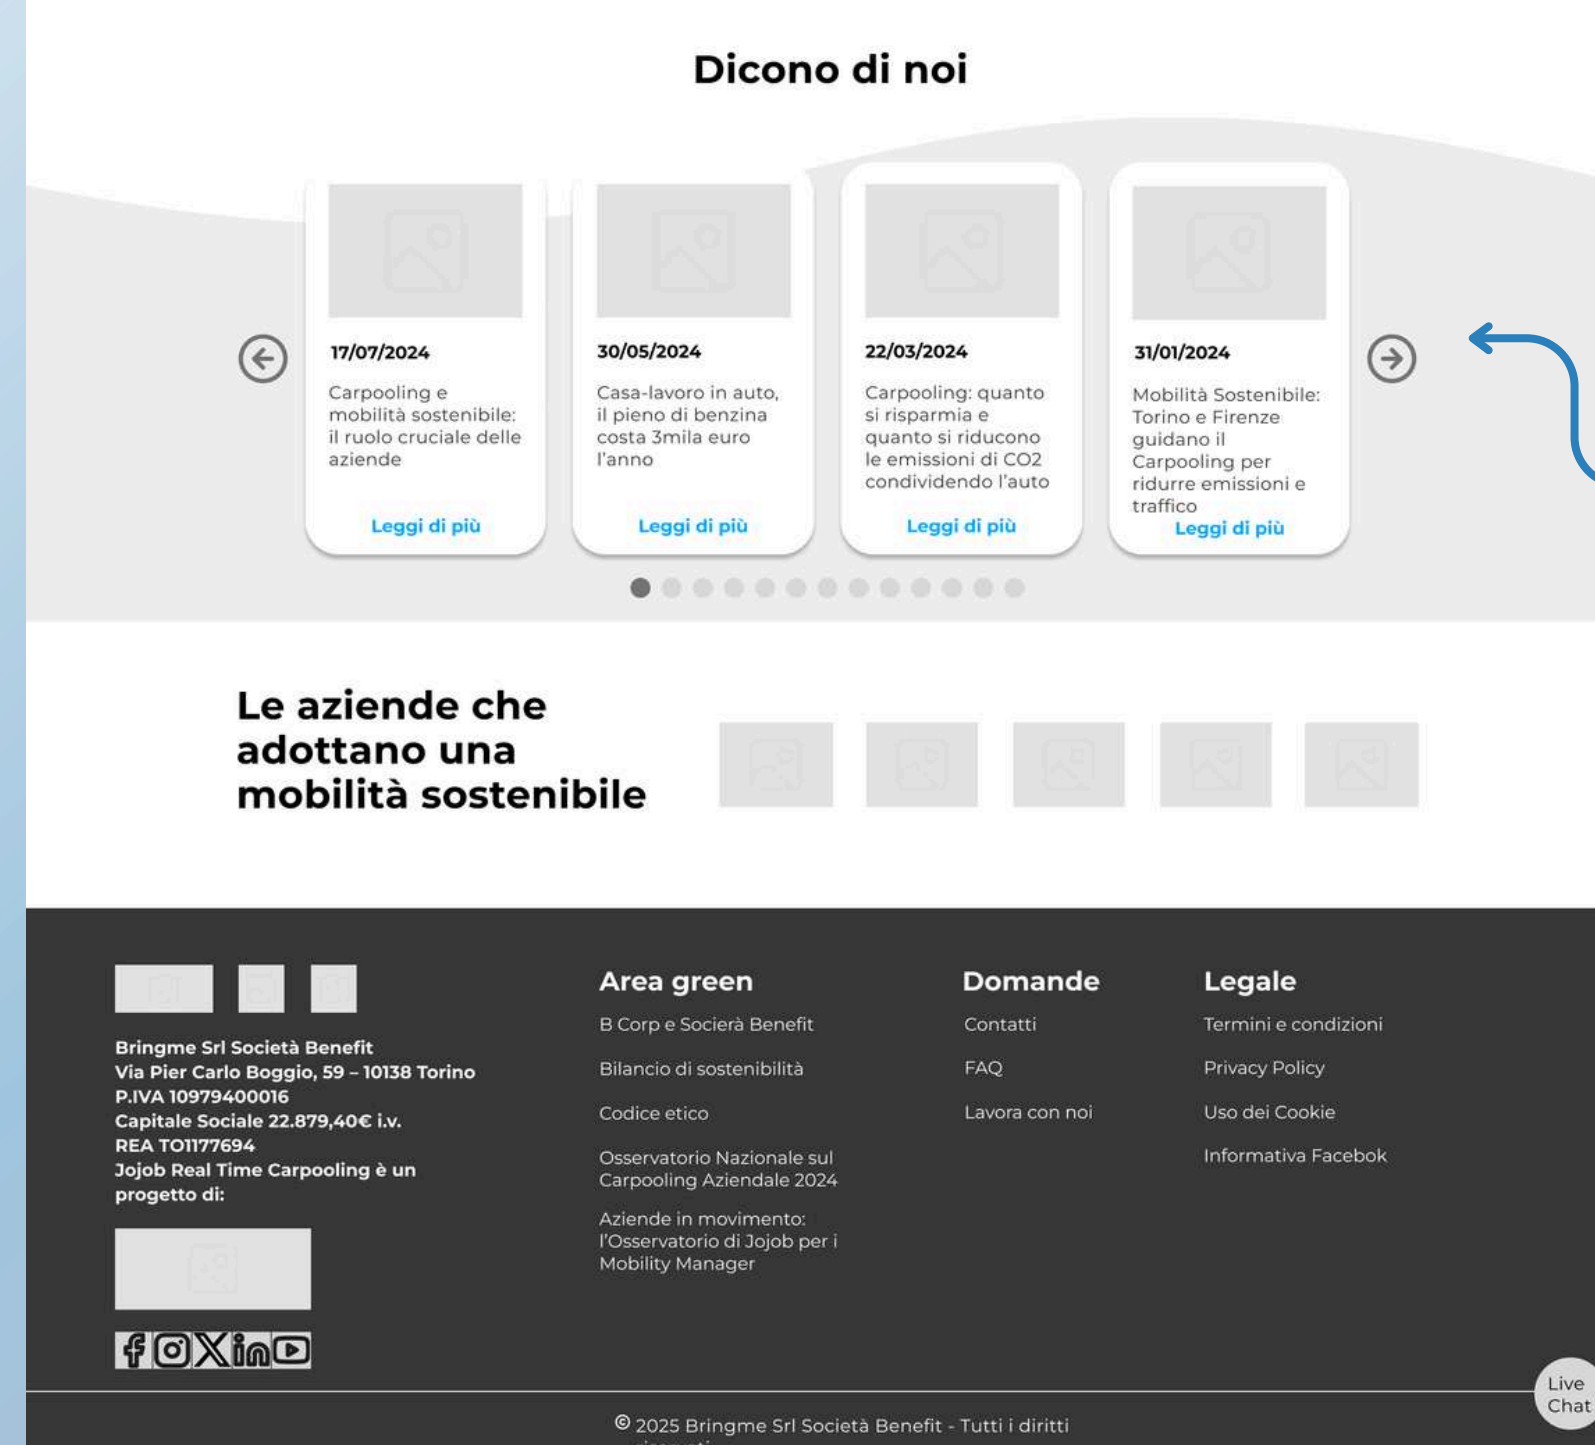 Dicono di noi
17/07/2024
Carpooling e
mobilità sostenibile:
il ruolo cruciale delle
aziende
Leggi di più
30/05/2024
Casa-lavoro in auto,
il pieno di benzina
costa 3mila euro
l'anno
Leggi di più
22/03/2024
Carpooling: quanto
si risparmia e
quanto si riducono
le emissioni di CO2
condividendo l'auto
Leggi di più
31/01/2024
Mobilità Sostenibile:
Torino e Firenze
guidano il
Carpooling per
ridurre emissioni e
traffico
Leggi di più
Le aziende che
adottano una
mobilità sostenibile
Bringme Srl Società Benefit
Via Pier Carlo Boggio, 59 – 10138 Torino
P.IVA 10979400016
Capitale Sociale 22.879,40€ i.v.
REA TO1177694
Jojob Real Time Carpooling è un
progetto di:
Area green
B Corp e Socierà Benefit
Bilancio di sostenibilità
Codice etico
Osservatorio Nazionale sul
Carpooling Aziendale 2024
Aziende in movimento:
l'Osservatorio di Jojob per i
Mobility Manager
Domande
Contatti
FAQ
Lavora con noi
Legale
Termini e condizioni
Privacy Policy
Uso dei Cookie
Informativa Facebok
Live
Chat
© 2025 Bringme Srl Società Benefit - Tutti i diritti